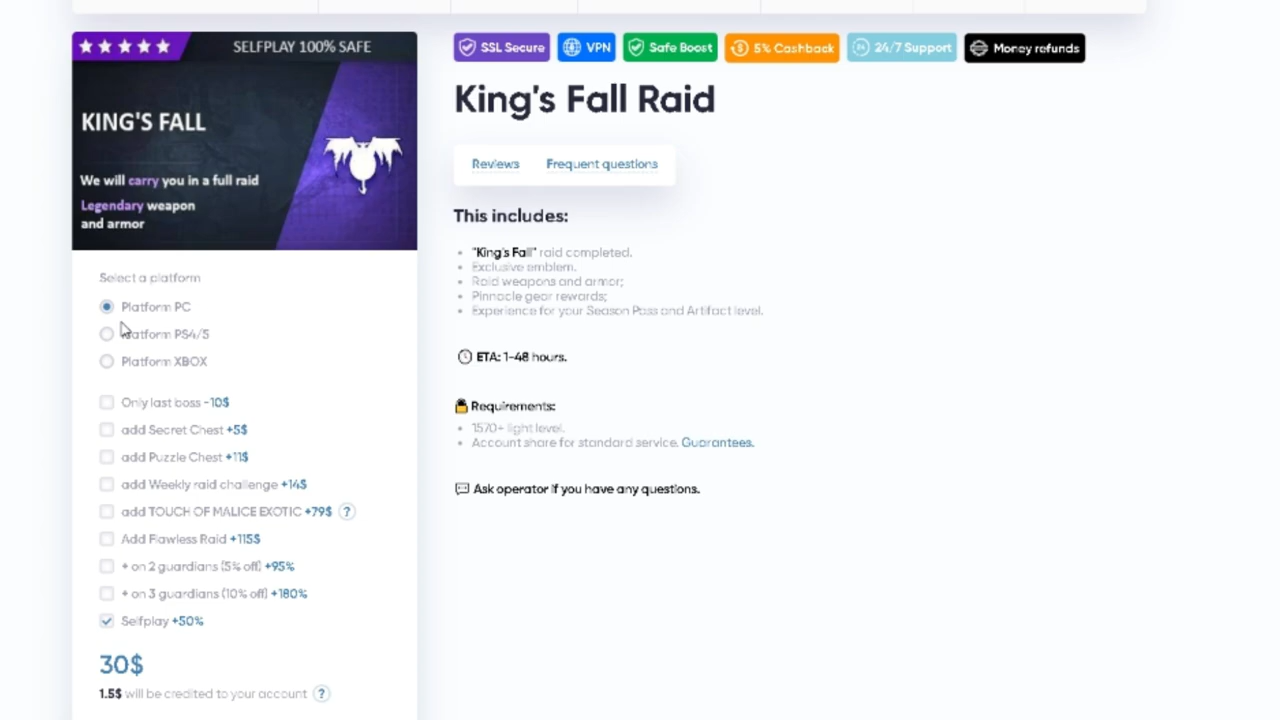 SELFPLAY 100% SAFE
KING'S FALL
We will carry you in a full raid
Legendary weapon
and armor
Select a platform
Platform PC
Platform PS4/5
Platform XBOX
Only last boss -10$
add Secret Chest +5$
add Puzzle Chest +11$
add Weekly raid challenge +14$
add TOUCH OF MALICE EXOTIC +79$ ?
Add Flawless Raid +115$
+ on 2 guardians (5% off) +95%
+ on 3 guardians (10% off) +180%
Selfplay +50%
30$
1.5$ will be credited to your account ?
SSL Secure VPN Safe Boost 5% Cashback 24/7 Support Money refunds
King's Fall Raid
Reviews Frequent questions
This includes:
"King's Fall" raid completed.
Exclusive emblem.
Raid weapons and armor;
Pinnacle gear rewards;
Experience for your Season Pass and Artifact level.
ETA: 1-48 hours.
Requirements:
1570+ light level.
Account share for standard service. Guarantees.
Ask operator if you have any questions.